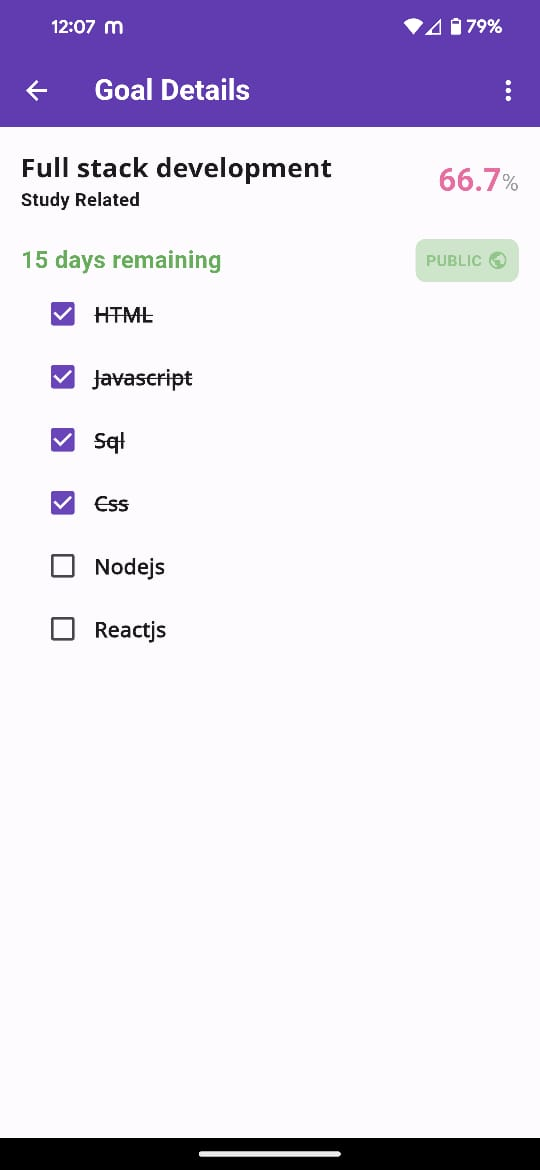 12:07 m 79%
Goal Details
Full stack development
66.7%
Study Related
15 days remaining
PUBLIC
HTML
Javascript
Sql
Css
Nodejs
Reactjs